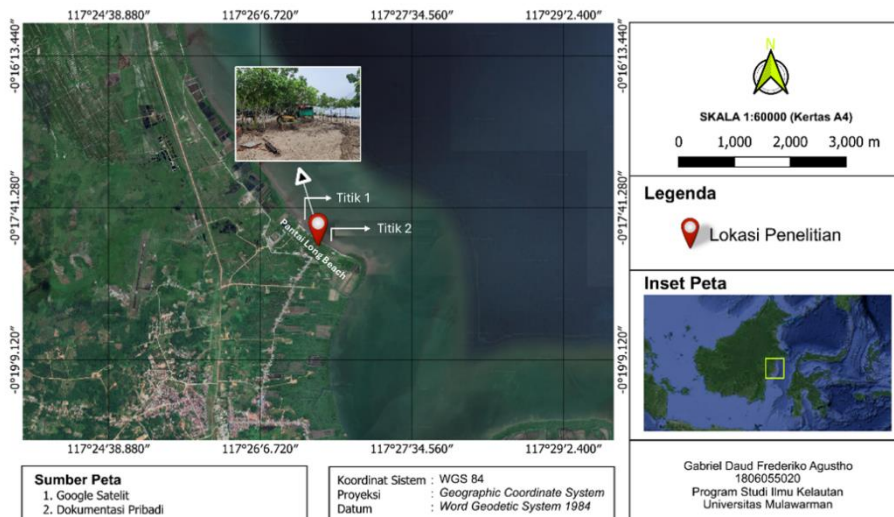 117°24'38.880" 117°26'6.720" 117°27'34.560" 117°29'2.400"
-0°16'13.440"
-0°17'41.280"
-0°19'9.120"
Titik 1
Titik 2
Pantai Long Beach
-0°16'13.440"
-0°17'41.280"
-0°19'9.120"
117°24'38.880" 117°26'6.720" 117°27'34.560" 117°29'2.400"
N
SKALA 1:60000 (Kertas A4)
0 1,000 2,000 3,000 m
Legenda
Lokasi Penelitian
Inset Peta
Sumber Peta
1. Google Satelit
2. Dokumentasi Pribadi
Koordinat Sistem : WGS 84
Proyeksi : Geographic Coordinate System
Datum : Word Geodetic System 1984
Gabriel Daud Frederiko Agustho
1806055020
Program Studi Ilmu Kelautan
Universitas Mulawarman